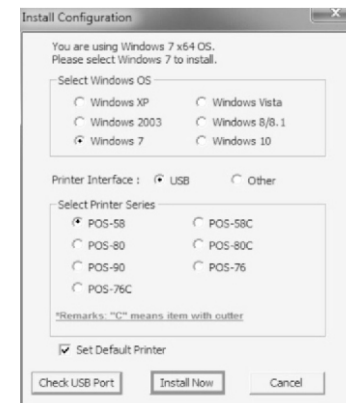 Install Configuration
You are using Windows 7 x64 OS.
Please select Windows 7 to install.
Select Windows OS
Windows XP Windows Vista
Windows 2003 Windows 8/8.1
Windows 7 Windows 10
Printer Interface : USB Other
Select Printer Series
POS-58 POS-58C
POS-80 POS-80C
POS-90 POS-76
POS-76C
*Remarks: "C" means item with cutter
Set Default Printer
Check USB Port Install Now Cancel